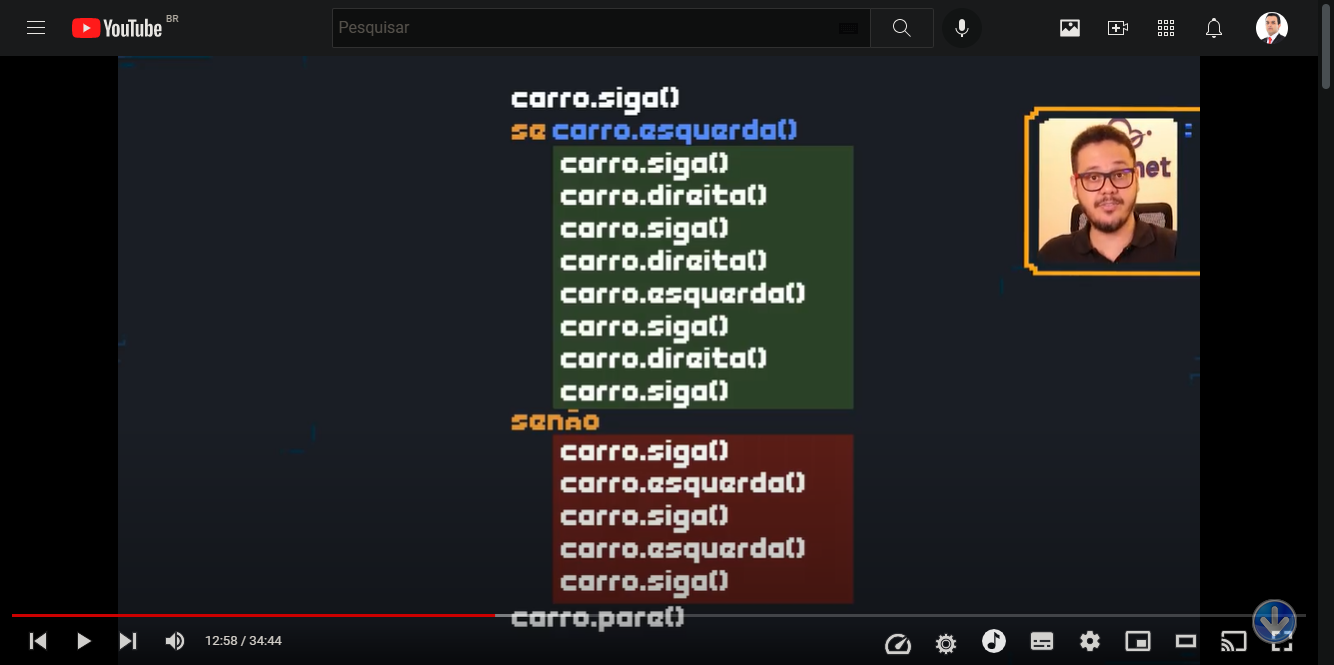 YouTube BR
Pesquisar
carro.siga()
se carro.esquerda()
carro.siga()
carro.direita()
carro.siga()
carro.direita()
carro.esquerda()
carro.siga()
carro.direita()
carro.siga()
senão
carro.siga()
carro.esquerda()
carro.siga()
carro.esquerda()
carro.siga()
carro.pare()
12:58 / 34:44